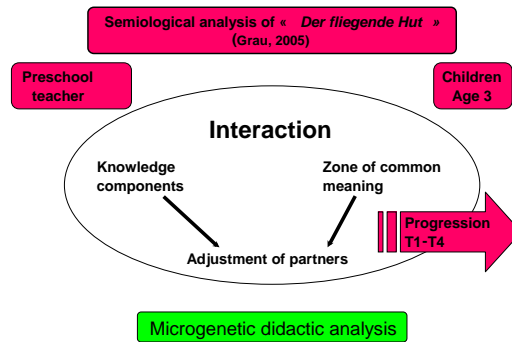 Semiological analysis of « Der fliegende Hut »
(Grau, 2005)
Preschool
teacher
Children
Age 3
Interaction
Knowledge
components
Zone of common
meaning
Progression
T1-T4
Adjustment of partners
Microgenetic didactic analysis